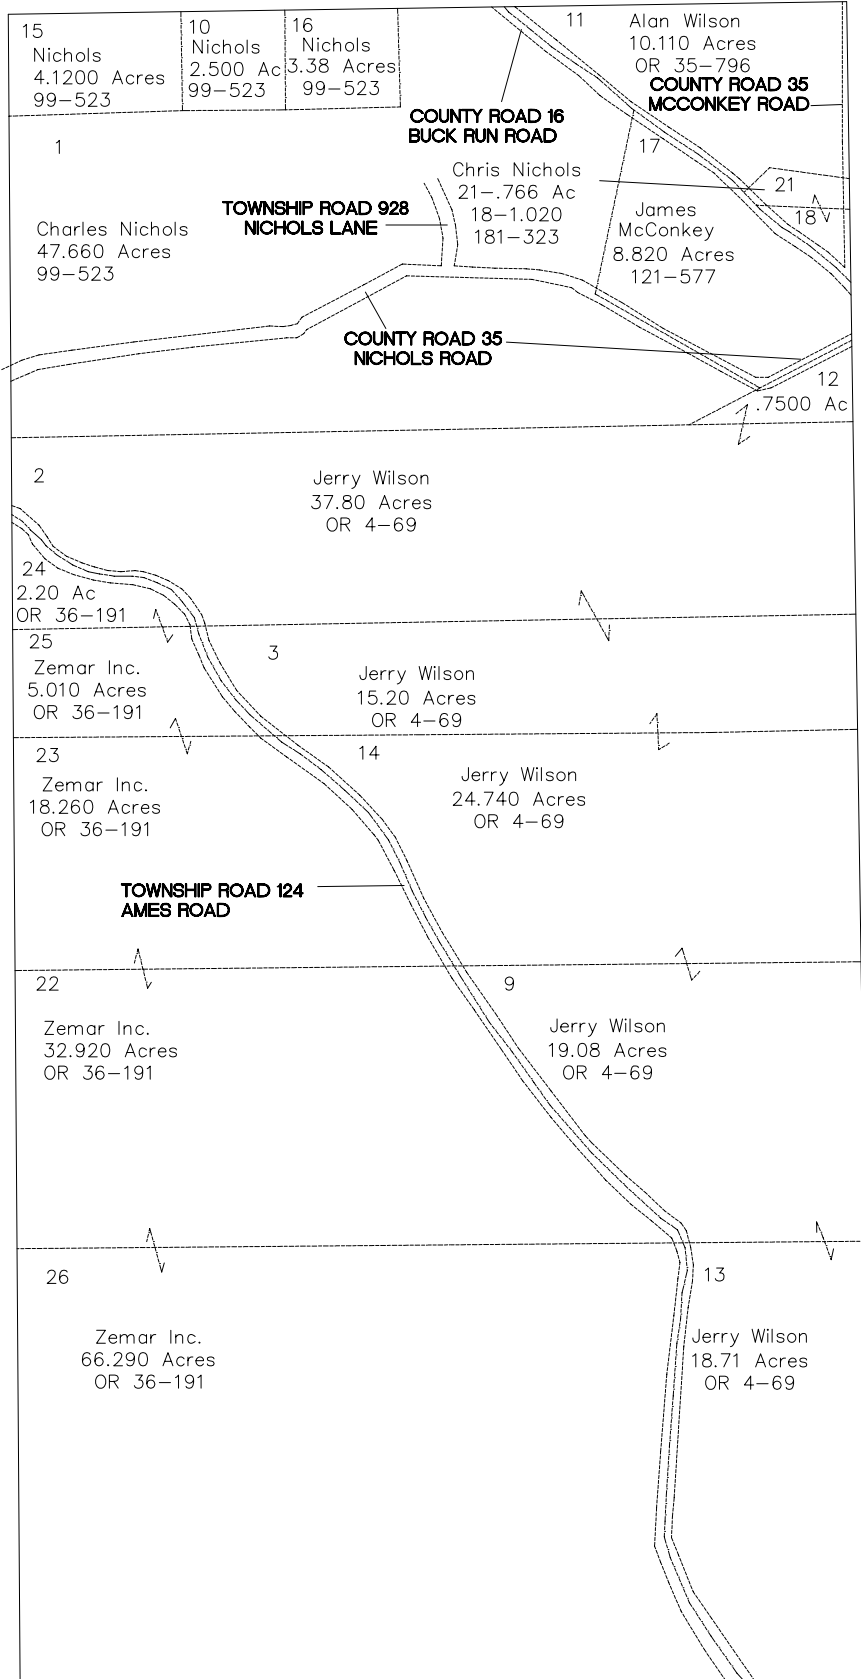 15
Nichols
4.1200 Acres
99-523
10
Nichols
2.500 Ac
99-523
16
Nichols
3.38 Acres
99-523
11
Alan Wilson
10.110 Acres
OR 35-796
COUNTY ROAD 35
MCCONKEY ROAD
COUNTY ROAD 16
BUCK RUN ROAD
1
Charles Nichols
47.660 Acres
99-523
TOWNSHIP ROAD 928
NICHOLS LANE
Chris Nichols
21-.766 Ac
18-1.020
181-323
17
James
McConkey
8.820 Acres
121-577
21
18
COUNTY ROAD 35
NICHOLS ROAD
12
.7500 Ac
2
Jerry Wilson
37.80 Acres
OR 4-69
24
2.20 Ac
OR 36-191
25
Zemar Inc.
5.010 Acres
OR 36-191
3
Jerry Wilson
15.20 Acres
OR 4-69
23
Zemar Inc.
18.260 Acres
OR 36-191
14
Jerry Wilson
24.740 Acres
OR 4-69
TOWNSHIP ROAD 124
AMES ROAD
22
Zemar Inc.
32.920 Acres
OR 36-191
9
Jerry Wilson
19.08 Acres
OR 4-69
26
Zemar Inc.
66.290 Acres
OR 36-191
13
Jerry Wilson
18.71 Acres
OR 4-69